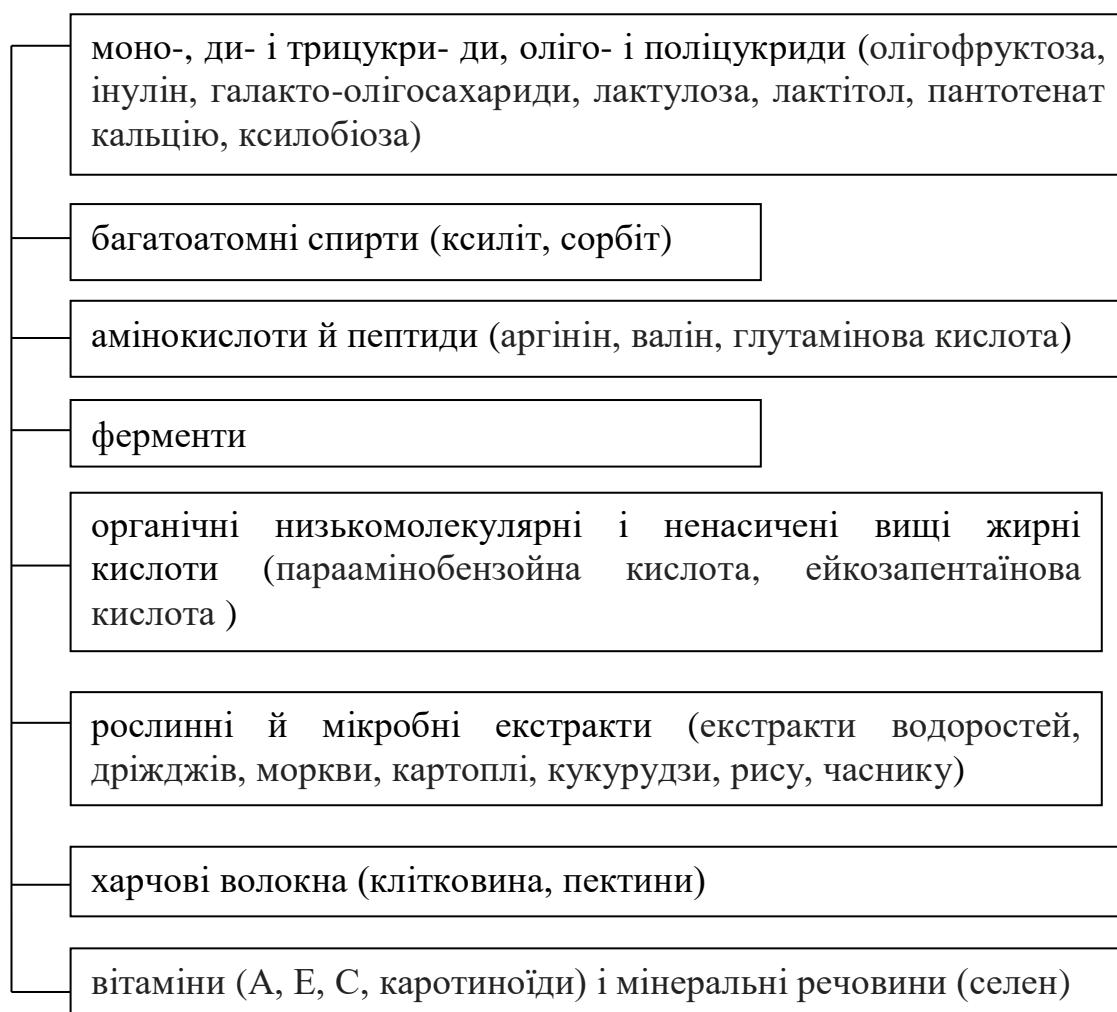 моно-, ди- і трицукри- ди, оліго- і поліцукриди (олігофруктоза,
інулін, галакто-олігосахариди, лактулоза, лактітол, пантотенат
кальцію, ксилобіоза)
багатоатомні спирти (ксиліт, сорбіт)
амінокислоти й пептиди (аргінін, валін, глутамінова кислота)
ферменти
органічні низькомолекулярні і ненасичені вищі жирні
кислоти (параамінобензойна кислота, ейкозапентаїнова
кислота )
рослинні й мікробні екстракти (екстракти водоростей,
дріжджів, моркви, картоплі, кукурудзи, рису, часнику)
харчові волокна (клітковина, пектини)
вітаміни (А, Е, С, каротиноїди) і мінеральні речовини (селен)